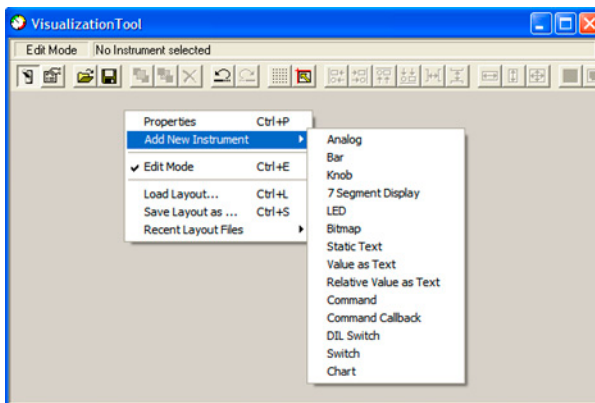 VisualizationTool
Edit Mode No Instrument selected
Properties Ctrl+P
Add New Instrument
Edit Mode Ctrl+E
Load Layout... Ctrl+L
Save Layout as ... Ctrl+S
Recent Layout Files
Analog
Bar
Knob
7 Segment Display
LED
Bitmap
Static Text
Value as Text
Relative Value as Text
Command
Command Callback
DIL Switch
Switch
Chart